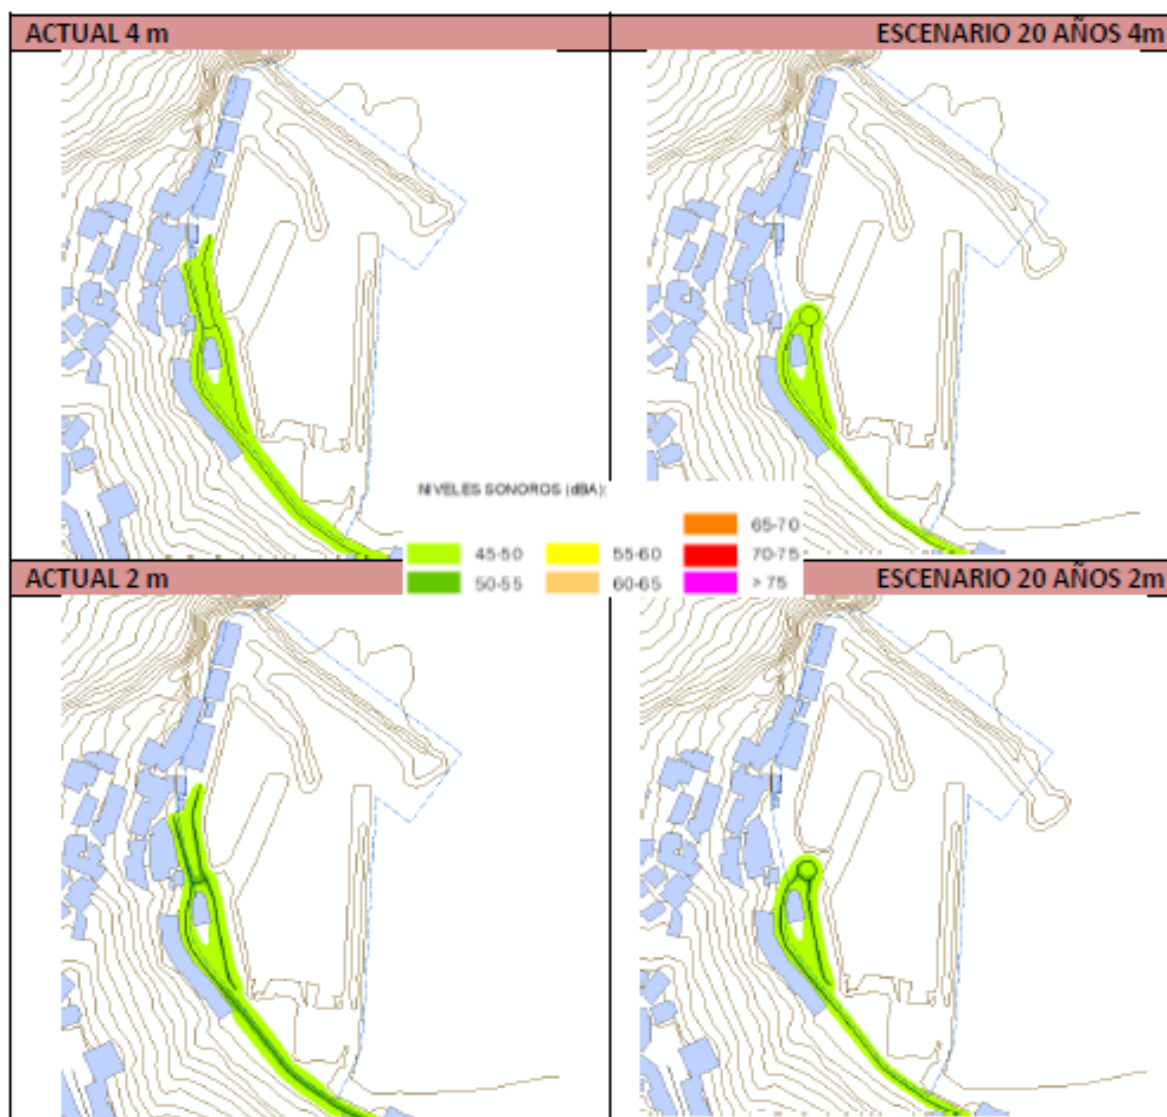 ACTUAL 4 m
ESCENARIO 20 AÑOS 4m
NIVELES SONOROS (dBA):
65-70
45-50
55-60
70-75
50-55
60-65
> 75
ACTUAL 2 m
ESCENARIO 20 AÑOS 2m